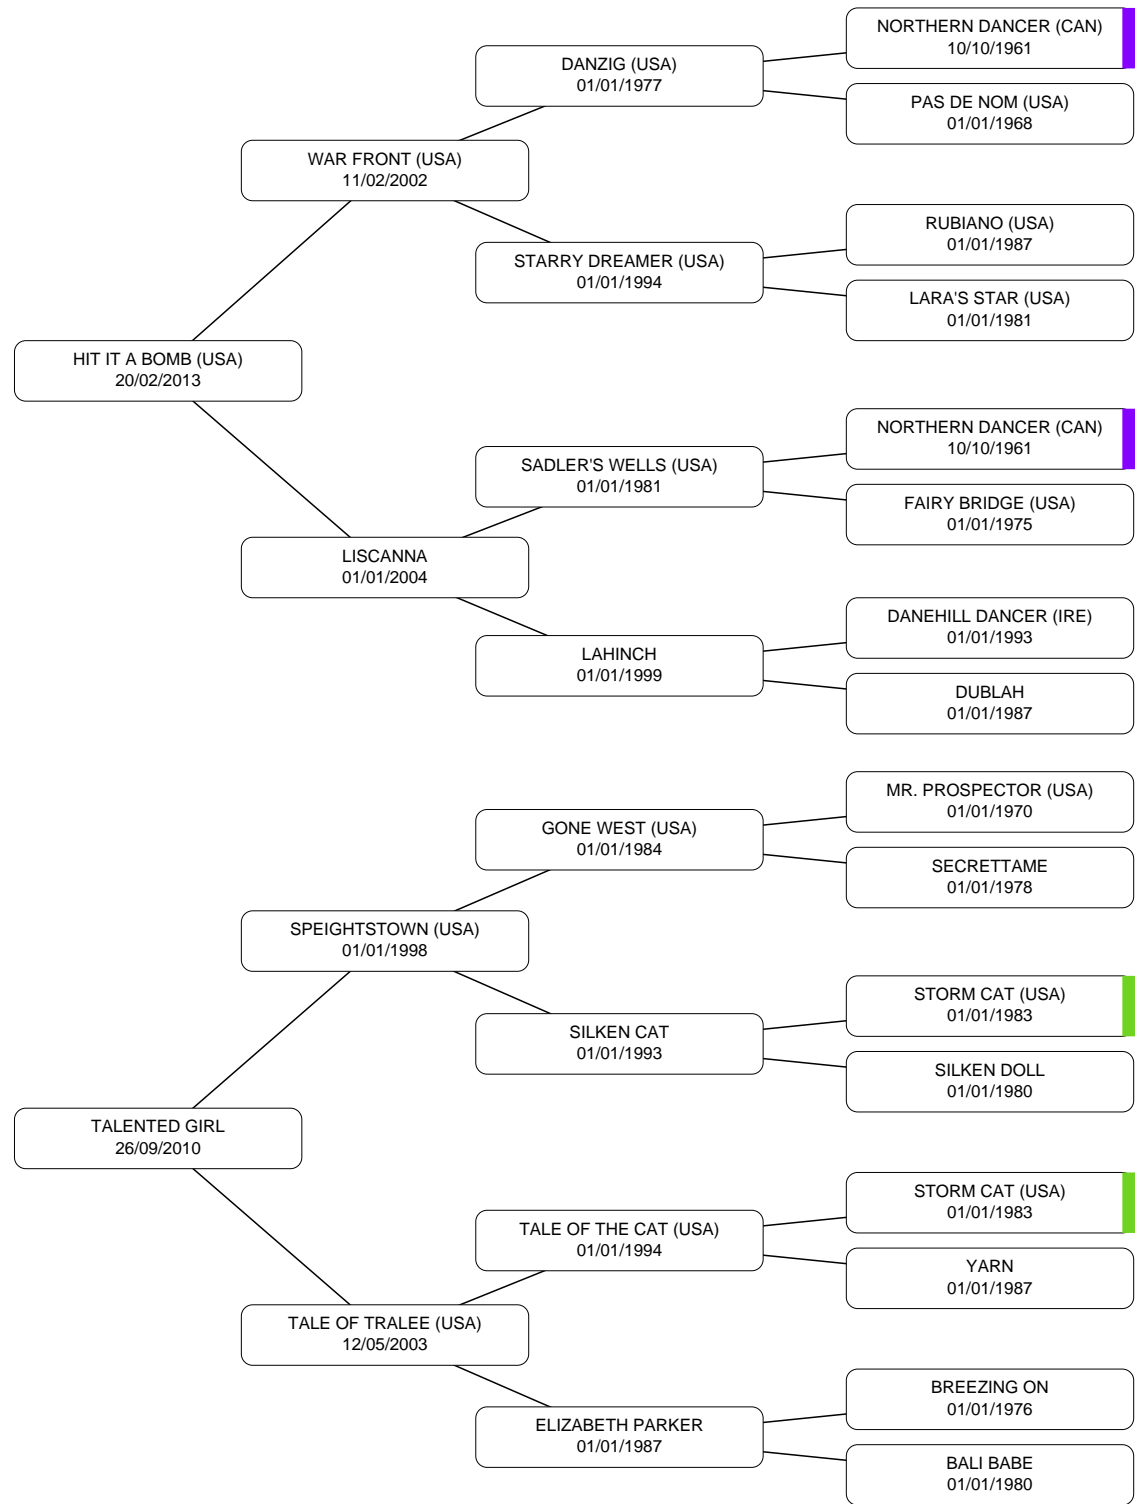 NORTHERN DANCER (CAN)
10/10/1961
DANZIG (USA)
01/01/1977
PAS DE NOM (USA)
01/01/1968
WAR FRONT (USA)
11/02/2002
RUBIANO (USA)
01/01/1987
STARRY DREAMER (USA)
01/01/1994
LARA'S STAR (USA)
01/01/1981
HIT IT A BOMB (USA)
20/02/2013
NORTHERN DANCER (CAN)
10/10/1961
SADLER'S WELLS (USA)
01/01/1981
FAIRY BRIDGE (USA)
01/01/1975
LISCANNA
01/01/2004
DANEHILL DANCER (IRE)
01/01/1993
LAHINCH
01/01/1999
DUBLAH
01/01/1987
MR. PROSPECTOR (USA)
01/01/1970
GONE WEST (USA)
01/01/1984
SECRETTAME
01/01/1978
SPEIGHTSTOWN (USA)
01/01/1998
STORM CAT (USA)
01/01/1983
SILKEN CAT
01/01/1993
SILKEN DOLL
01/01/1980
TALENTED GIRL
26/09/2010
STORM CAT (USA)
01/01/1983
TALE OF THE CAT (USA)
01/01/1994
YARN
01/01/1987
TALE OF TRALEE (USA)
12/05/2003
BREEZING ON
01/01/1976
ELIZABETH PARKER
01/01/1987
BALI BABE
01/01/1980